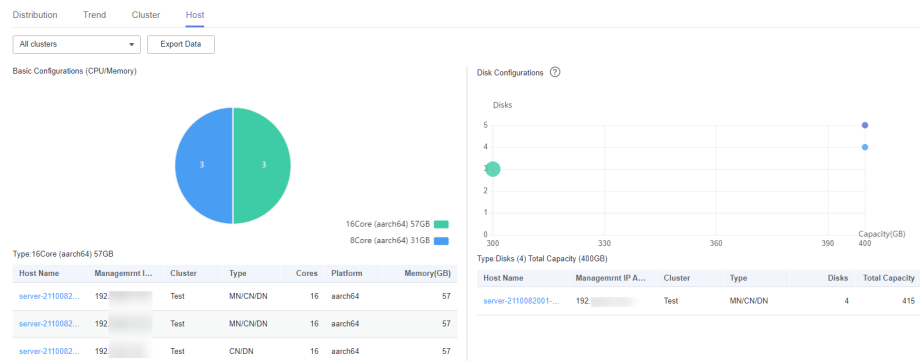 Distribution Trend Cluster Host
All clusters Export Data
Basic Configurations (CPU/Memory)
3 3
16Core (aarch64) 57GB
8Core (aarch64) 31GB
Type:16Core (aarch64) 57GB
Host Name Managemrnt I... Cluster Type Cores Platform Memory(GB)
server-2110082... 192. Test MN/CN/DN 16 aarch64 57
server-2110082... 192. Test MN/CN/DN 16 aarch64 57
server-2110082... 192. Test CN/DN 16 aarch64 57
Disk Configurations ?
Disks
5
4
3
2
1
0
300 330 360 390 400
Capacity(GB)
Type:Disks (4) Total Capacity (400GB)
Host Name Managemrnt IP A... Cluster Type Disks Total Capacity
server-2110082001-... 192. Test MN/CN/DN 4 415